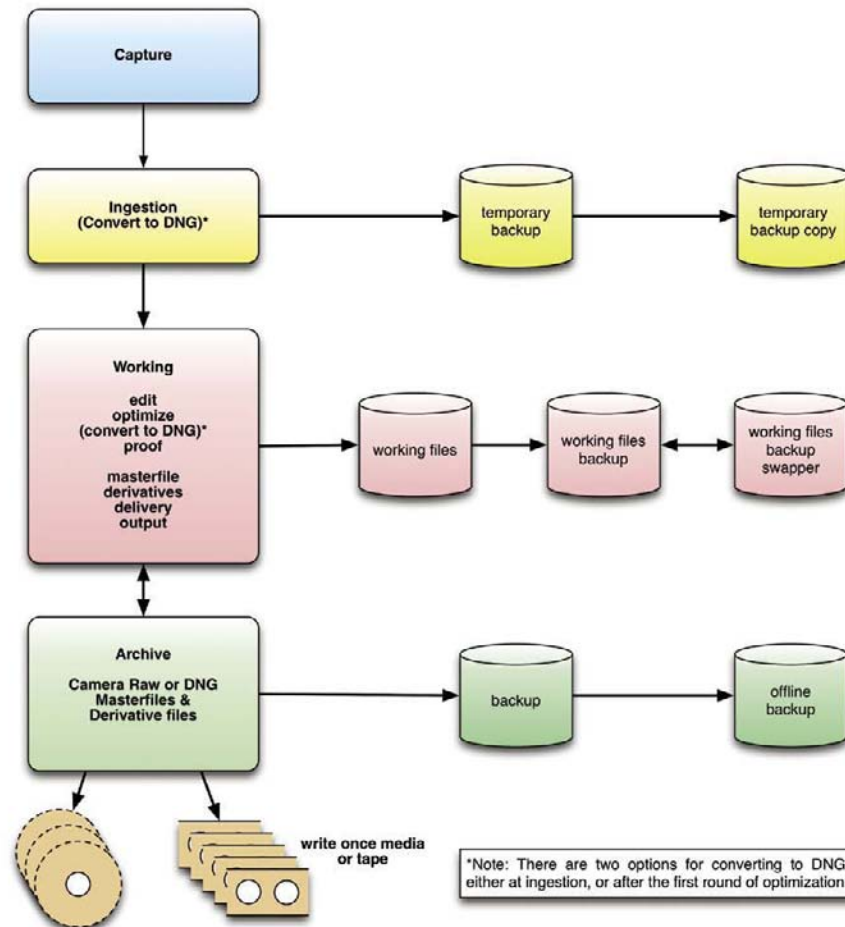 Capture
Ingestion
(Convert to DNG)*
temporary
backup
temporary
backup copy
Working
edit
optimize
(convert to DNG)*
proof
masterfile
derivatives
delivery
output
working files
working files
backup
working files
backup
swapper
Archive
Camera Raw or DNG
Masterfiles &
Derivative files
backup
offline
backup
write once media
or tape
*Note: There are two options for converting to DNG
either at ingestion, or after the first round of optimization